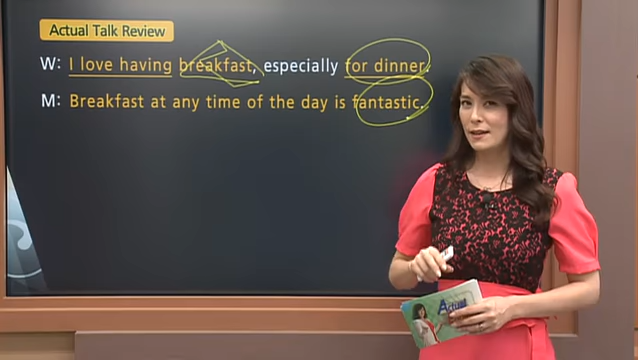 Actual Talk Review
W: I love having breakfast, especially for dinner.
M: Breakfast at any time of the day is fantastic.
Actual